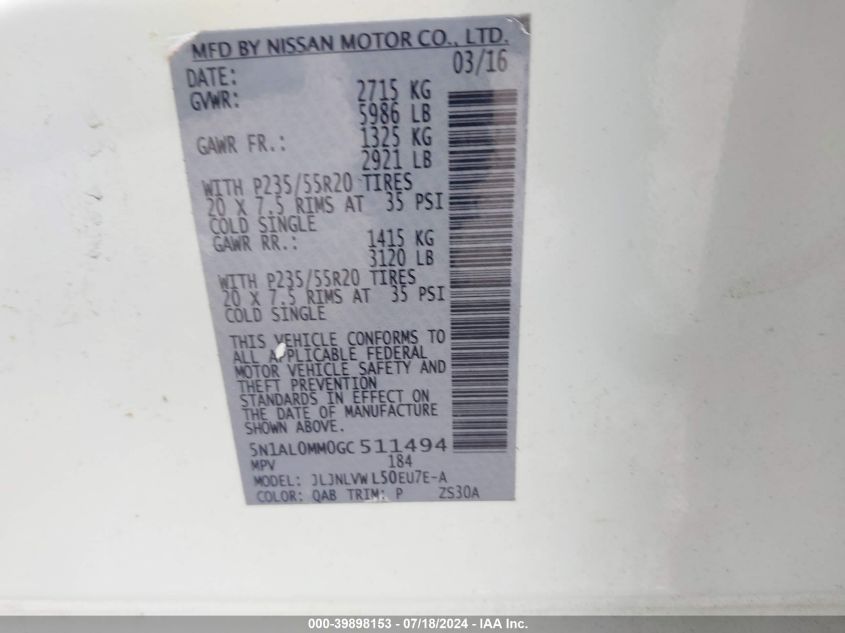 MFD BY NISSAN MOTOR CO., LTD.
DATE: 03/16
GVWR: 2715 KG
5986 LB
GAWR FR.: 1325 KG
2921 LB
WITH P235/55R20 TIRES
20 X 7.5 RIMS AT 35 PSI
COLD SINGLE
GAWR RR.: 1415 KG
3120 LB
WITH P235/55R20 TIRES
20 X 7.5 RIMS AT 35 PSI
COLD SINGLE
THIS VEHICLE CONFORMS TO
ALL APPLICABLE FEDERAL
MOTOR VEHICLE SAFETY AND
THEFT PREVENTION
STANDARDS IN EFFECT ON
THE DATE OF MANUFACTURE
SHOWN ABOVE.
5N1AL0MM0GC 511494
MPV 184
MODEL: JLJNLVW L50EU7E-A
COLOR: QAB TRIM: P ZS30A
000-39898153 - 07/18/2024 - IAA Inc.